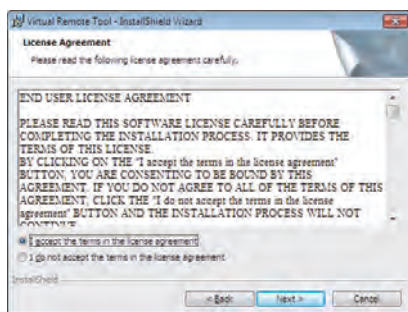 Virtual Remote Tool - InstallShield Wizard
License Agreement
Please read the following license agreement carefully.
END USER LICENSE AGREEMENT
PLEASE READ THIS SOFTWARE LICENSE CAREFULLY BEFORE
COMPLETING THE INSTALLATION PROCESS. IT PROVIDES THE
TERMS OF THIS LICENSE.
BY CLICKING ON THE "I accept the terms in the license agreement"
BUTTON, YOU ARE CONSENTING TO BE BOUND BY THIS
AGREEMENT. IF YOU DO NOT AGREE TO ALL OF THE TERMS OF THIS
AGREEMENT, CLICK THE "I do not accept the terms in the license
agreement" BUTTON AND THE INSTALLATION PROCESS WILL NOT
CONTINUE.
I accept the terms in the license agreement
I do not accept the terms in the license agreement
InstallShield
< Back Next > Cancel